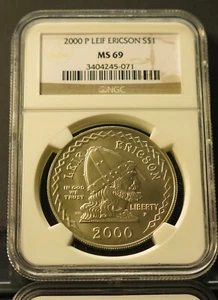 2000 P LEIF ERICSON S$1
MS 69
3404245-071
NGC
LEIF ERICSON
IN GOD
WE
TRUST
LIBERTY
P
2000